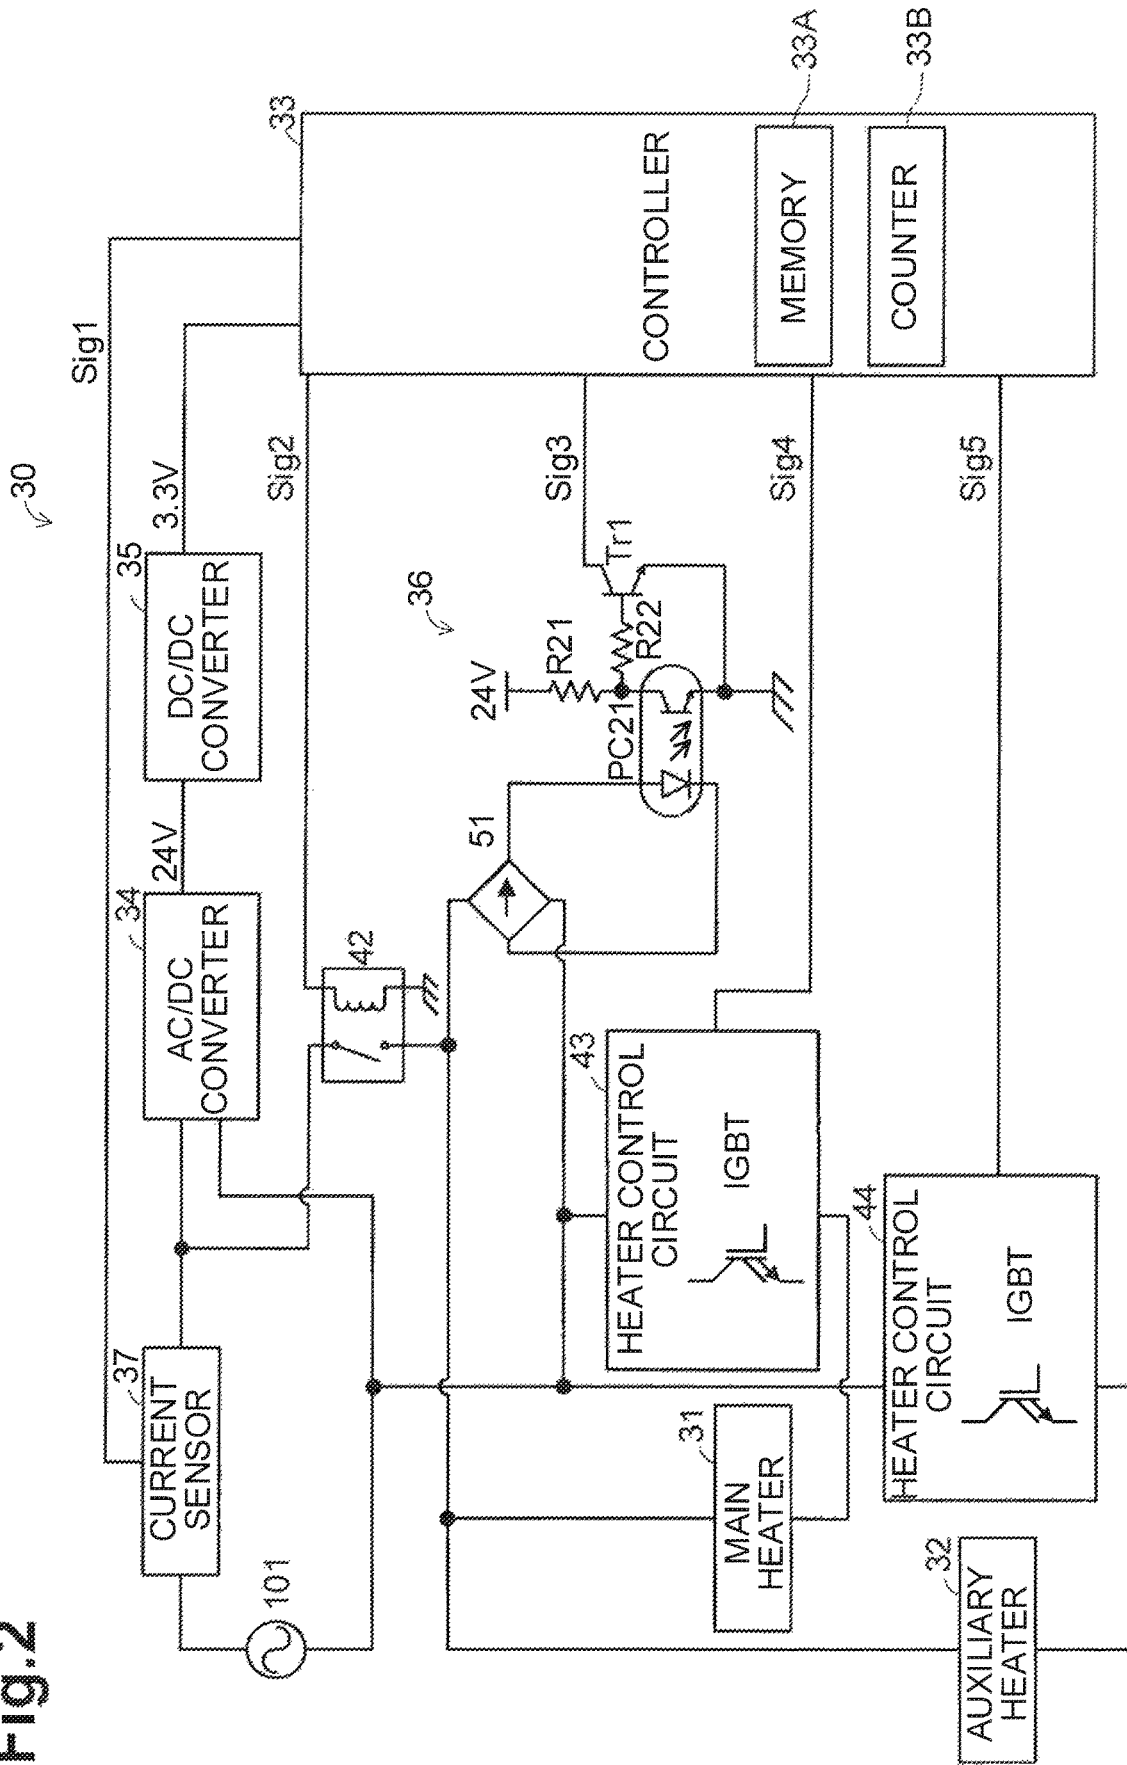 Fig.2
30
Sig1
101
CURRENT
SENSOR
37
AC/DC
CONVERTER
34
24V
DC/DC
CONVERTER
35
3.3V
33
CONTROLLER
MEMORY
33A
COUNTER
33B
Sig2
42
36
51
24V
R21
R22
PC21
Tr1
Sig3
Sig4
Sig5
43
HEATER CONTROL
CIRCUIT
IGBT
44
HEATER CONTROL
CIRCUIT
IGBT
31
MAIN
HEATER
32
AUXILIARY
HEATER